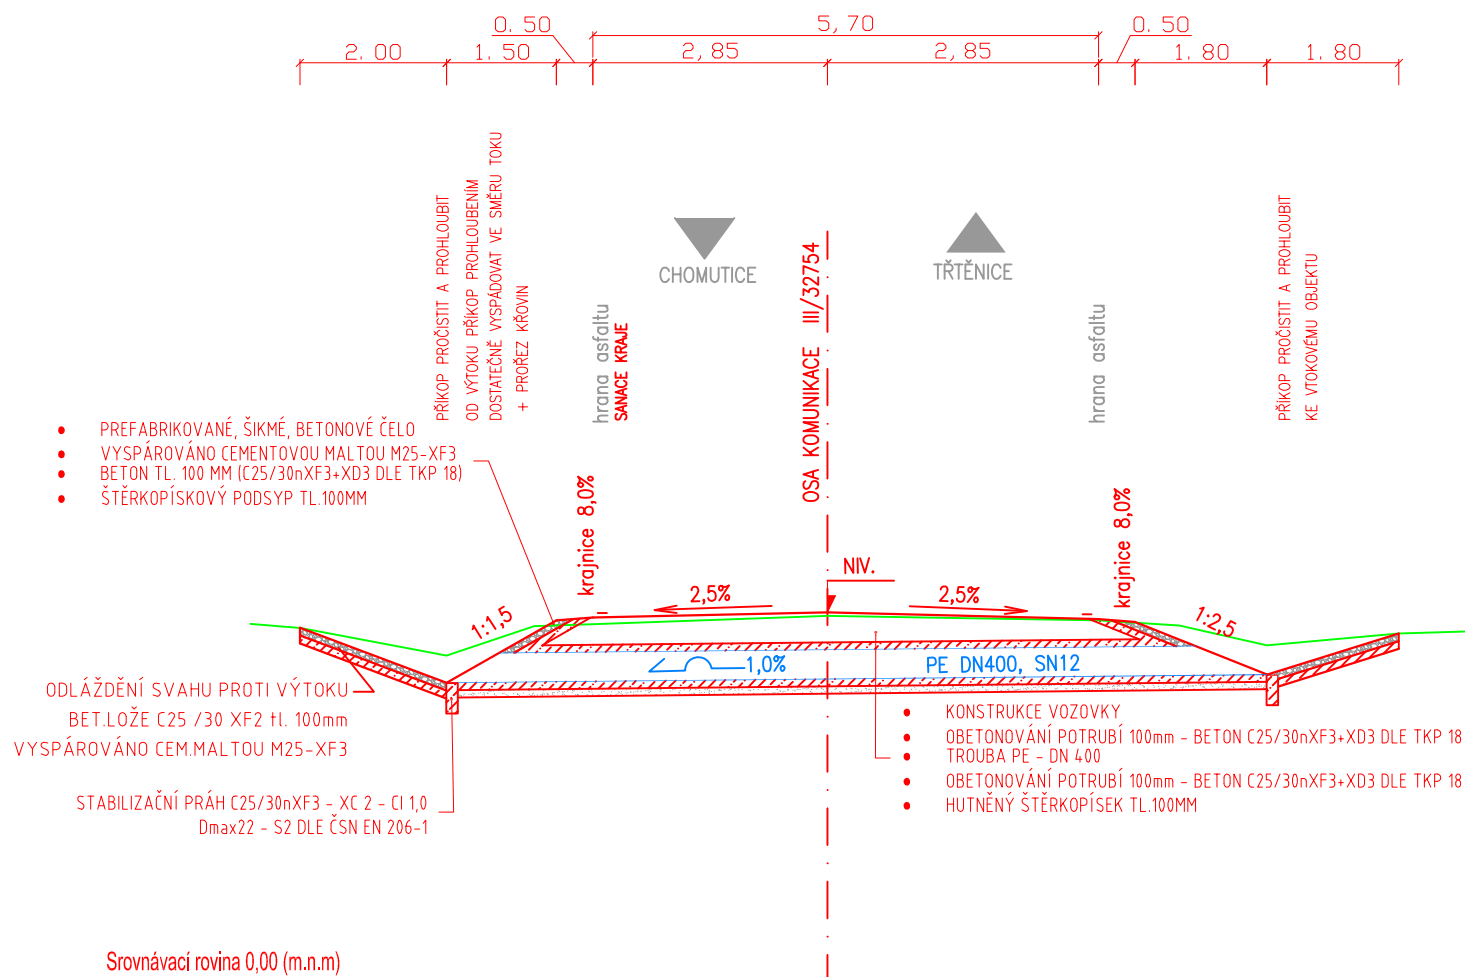 0.50
5,70
0.50
2.00
1.50
2,85
2,85
1.80
1.80
PŘÍKOP PROČISTIT A PROHLOUBIT
OD VÝTOKU PŘÍKOP PROHLOUBENÍM
DOSTATEČNĚ VYSPÁDOVAT VE SMĚRU TOKU
+ PROŘEZ KŘOVIN
hrana asfaltu
SANACE KRAJE
CHOMUTICE
OSA KOMUNIKACE III/32754
TŘTĚNICE
hrana asfaltu
PŘÍKOP PROČISTIT A PROHLOUBIT
KE VTOKOVÉMU OBJEKTU
• PREFABRIKOVANÉ, ŠIKMÉ, BETONOVÉ ČELO
• VYSPÁROVÁNO CEMENTOVOU MALTOU M25-XF3
• BETON TL. 100 MM (C25/30nXF3+XD3 DLE TKP 18)
• ŠTĚRKOPÍSKOVÝ PODSYP TL.100MM
krajnice 8,0%
krajnice 8,0%
NIV.
2,5%
2,5%
1:1,5
1:2,5
1,0%
PE DN400, SN12
ODLÁŽDĚNÍ SVAHU PROTI VÝTOKU
BET.LOŽE C25 /30 XF2 tl. 100mm
VYSPÁROVÁNO CEM.MALTOU M25-XF3
STABILIZAČNÍ PRÁH C25/30nXF3 - XC 2 - CI 1,0
Dmax22 - S2 DLE ČSN EN 206-1
• KONSTRUKCE VOZOVKY
• OBETONOVÁNÍ POTRUBÍ 100mm - BETON C25/30nXF3+XD3 DLE TKP 18
• TROUBA PE - DN 400
• OBETONOVÁNÍ POTRUBÍ 100mm - BETON C25/30nXF3+XD3 DLE TKP 18
• HUTNĚNÝ ŠTĚRKOPÍSEK TL.100MM
Srovnávací rovina 0,00 (m.n.m)